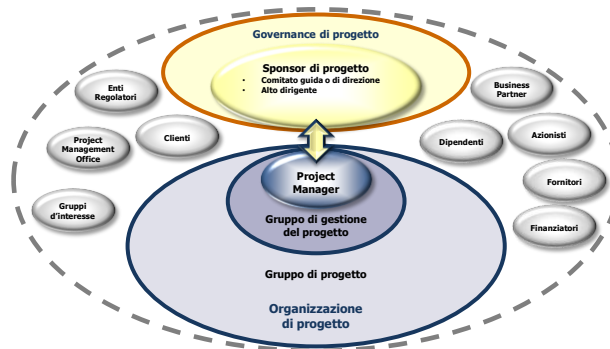 Governance di progetto
Sponsor di progetto
• Comitato guida o di direzione
• Alto dirigente
Enti
Regolatori
Clienti
Project
Management
Office
Gruppi
d'interesse
Business
Partner
Dipendenti
Azionisti
Fornitori
Finanziatori
Project
Manager
Gruppo di gestione
del progetto
Gruppo di progetto
Organizzazione
di progetto